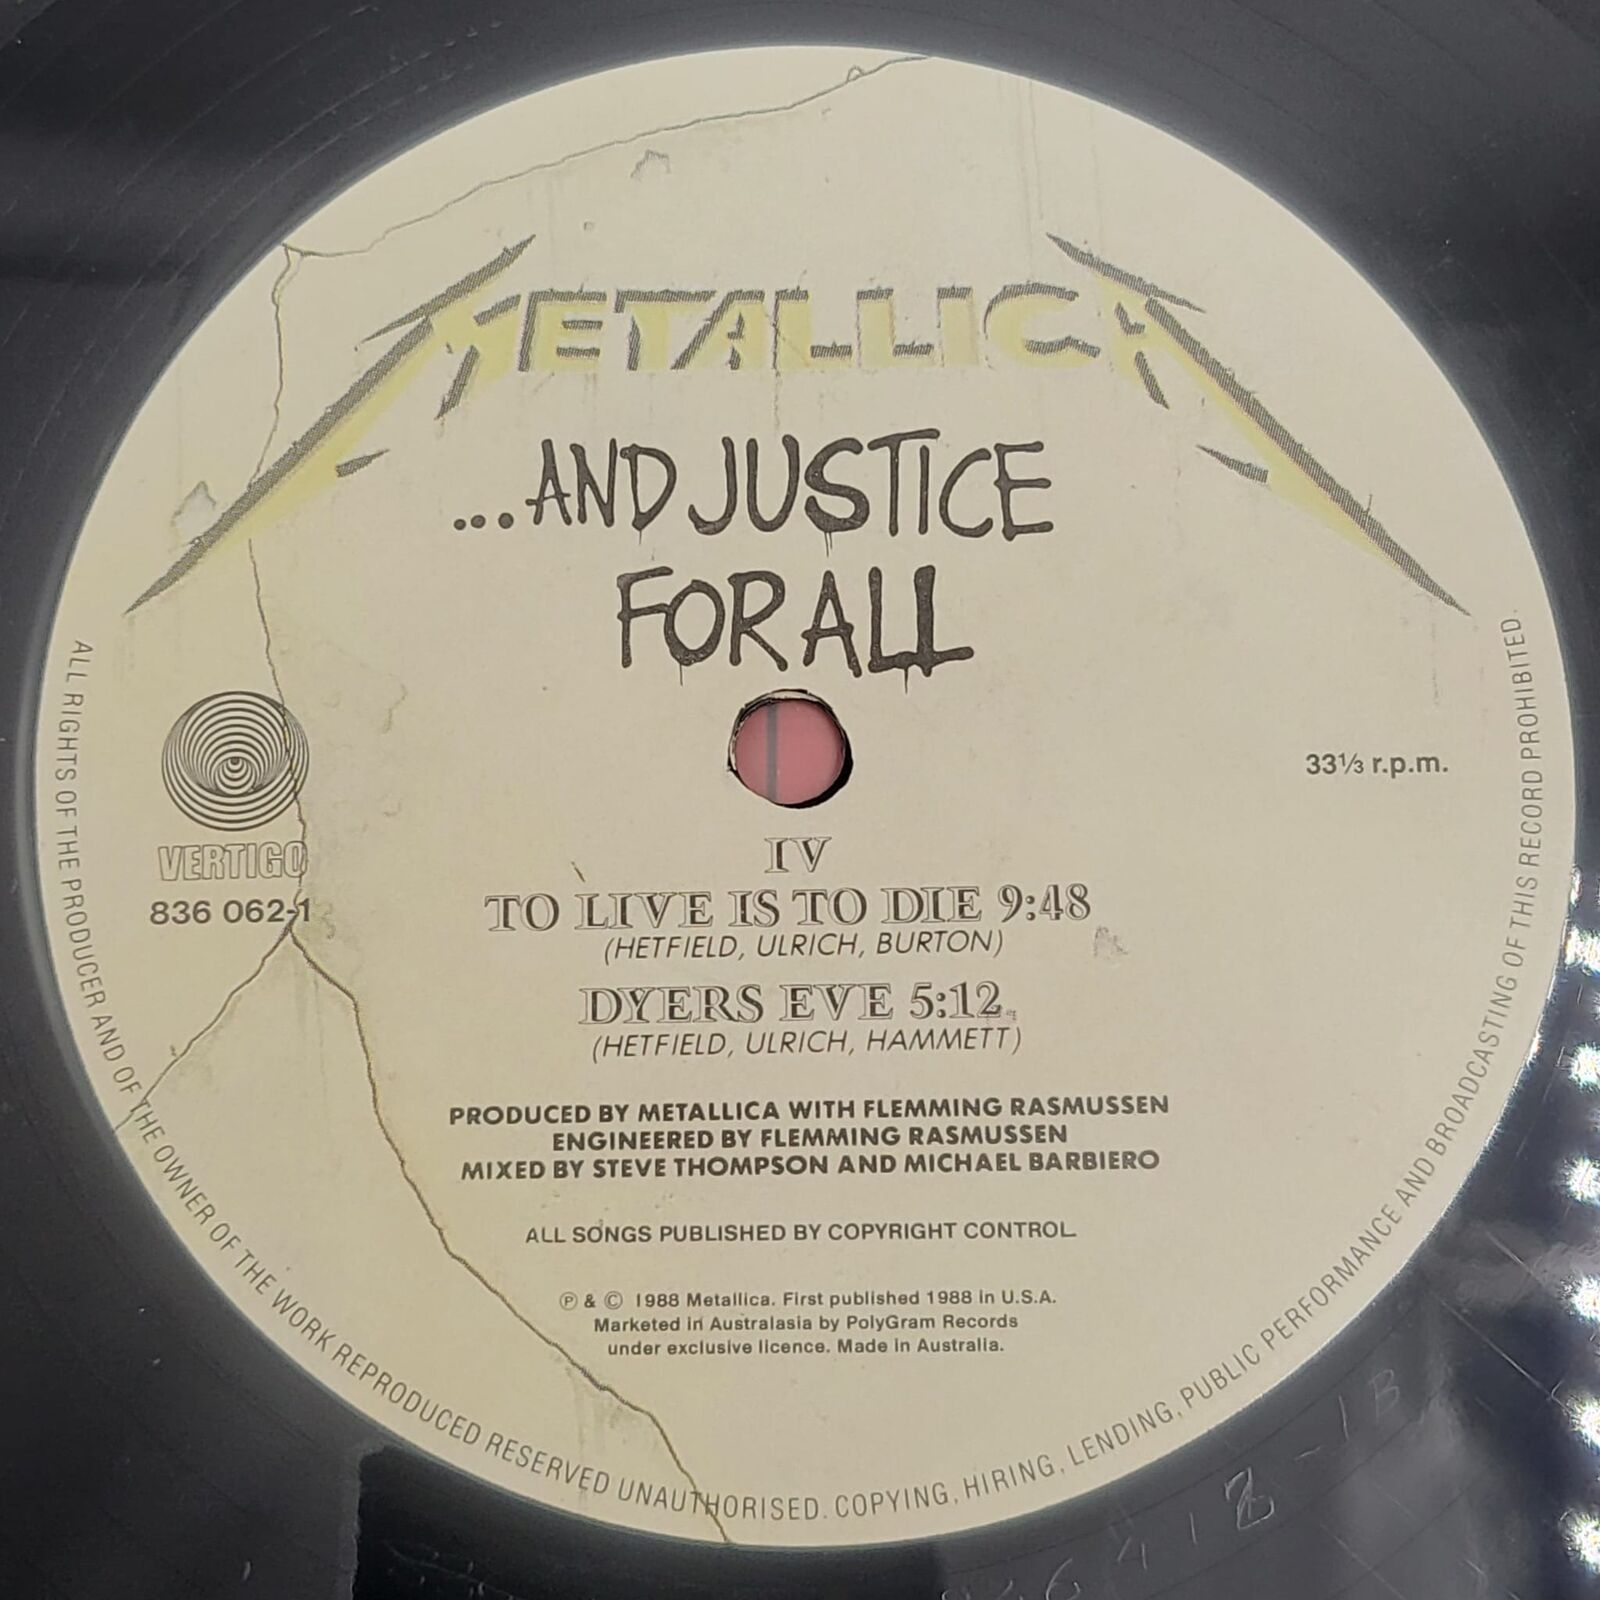 METALLICA
...AND JUSTICE
FOR ALL
33⅓ r.p.m.
VERTIGO
836 062-1
IV
TO LIVE IS TO DIE 9:48
(HETFIELD, ULRICH, BURTON)
DYERS EVE 5:12
(HETFIELD, ULRICH, HAMMETT)
PRODUCED BY METALLICA WITH FLEMMING RASMUSSEN
ENGINEERED BY FLEMMING RASMUSSEN
MIXED BY STEVE THOMPSON AND MICHAEL BARBIERO
ALL SONGS PUBLISHED BY COPYRIGHT CONTROL
℗ & © 1988 Metallica. First published 1988 in U.S.A.
Marketed in Australasia by PolyGram Records
under exclusive licence. Made in Australia.
ALL RIGHTS OF THE PRODUCER AND OF THE OWNER OF THE WORK REPRODUCED RESERVED UNAUTHORISED. COPYING, HIRING, LENDING, PUBLIC PERFORMANCE AND BROADCASTING OF THIS RECORD PROHIBITED.